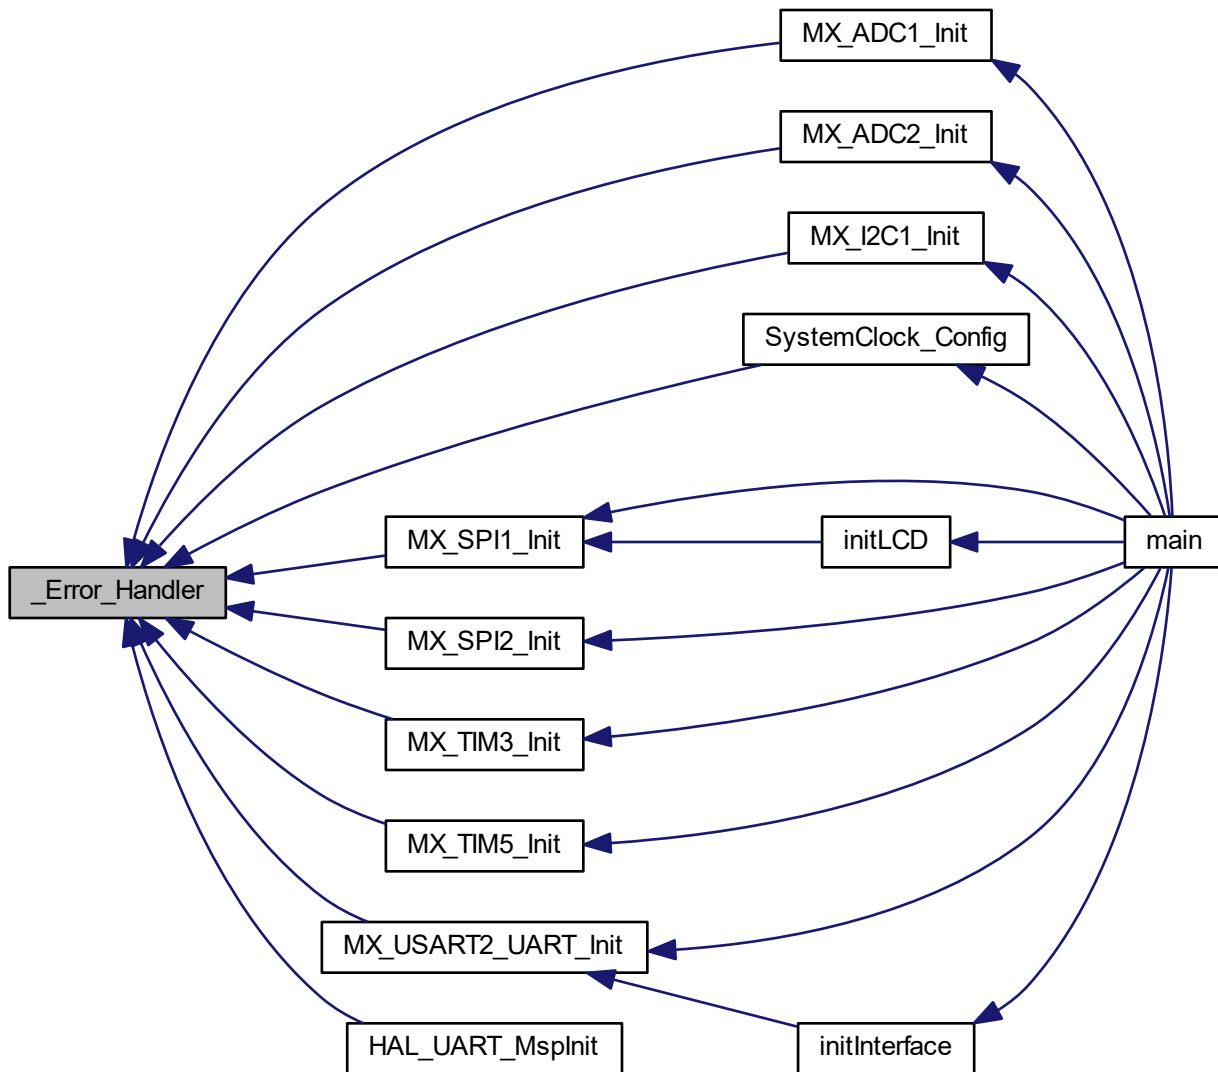 MX_ADC1_Init
MX_ADC2_Init
MX_I2C1_Init
SystemClock_Config
MX_SPI1_Init
initLCD
main
_Error_Handler
MX_SPI2_Init
MX_TIM3_Init
MX_TIM5_Init
MX_USART2_UART_Init
HAL_UART_MspInit
initInterface